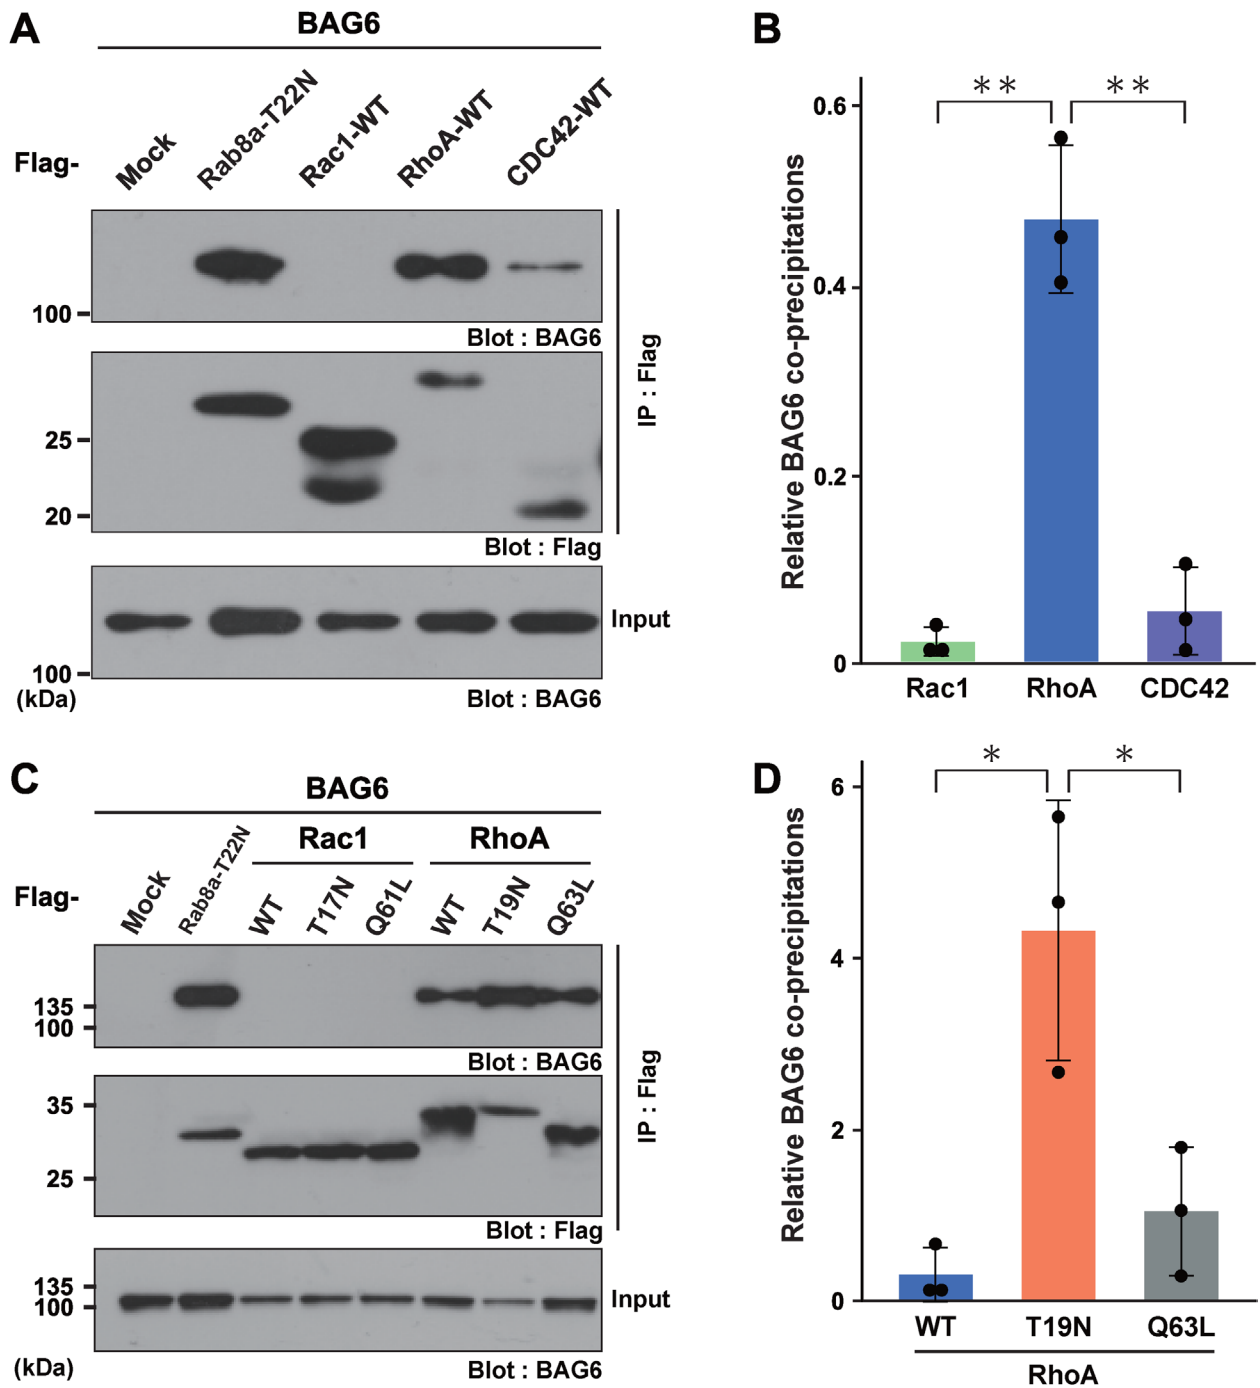 A
BAG6
Flag-
Mock
Rab8a-T22N
Rac1-WT
RhoA-WT
CDC42-WT
100
Blot : BAG6
25
20
Blot : Flag
IP : Flag
Input
100
(kDa)
Blot : BAG6
B
Relative BAG6 co-precipitations
** **
0.6
0.4
0.2
0
Rac1 RhoA CDC42
C
BAG6
Rac1 RhoA
Flag-
Mock
Rab8a-T22N
WT
T17N
Q61L
WT
T19N
Q63L
135
100
Blot : BAG6
35
25
Blot : Flag
IP : Flag
135
100
Input
(kDa)
Blot : BAG6
D
Relative BAG6 co-precipitations
* *
6
4
2
0
WT T19N Q63L
RhoA